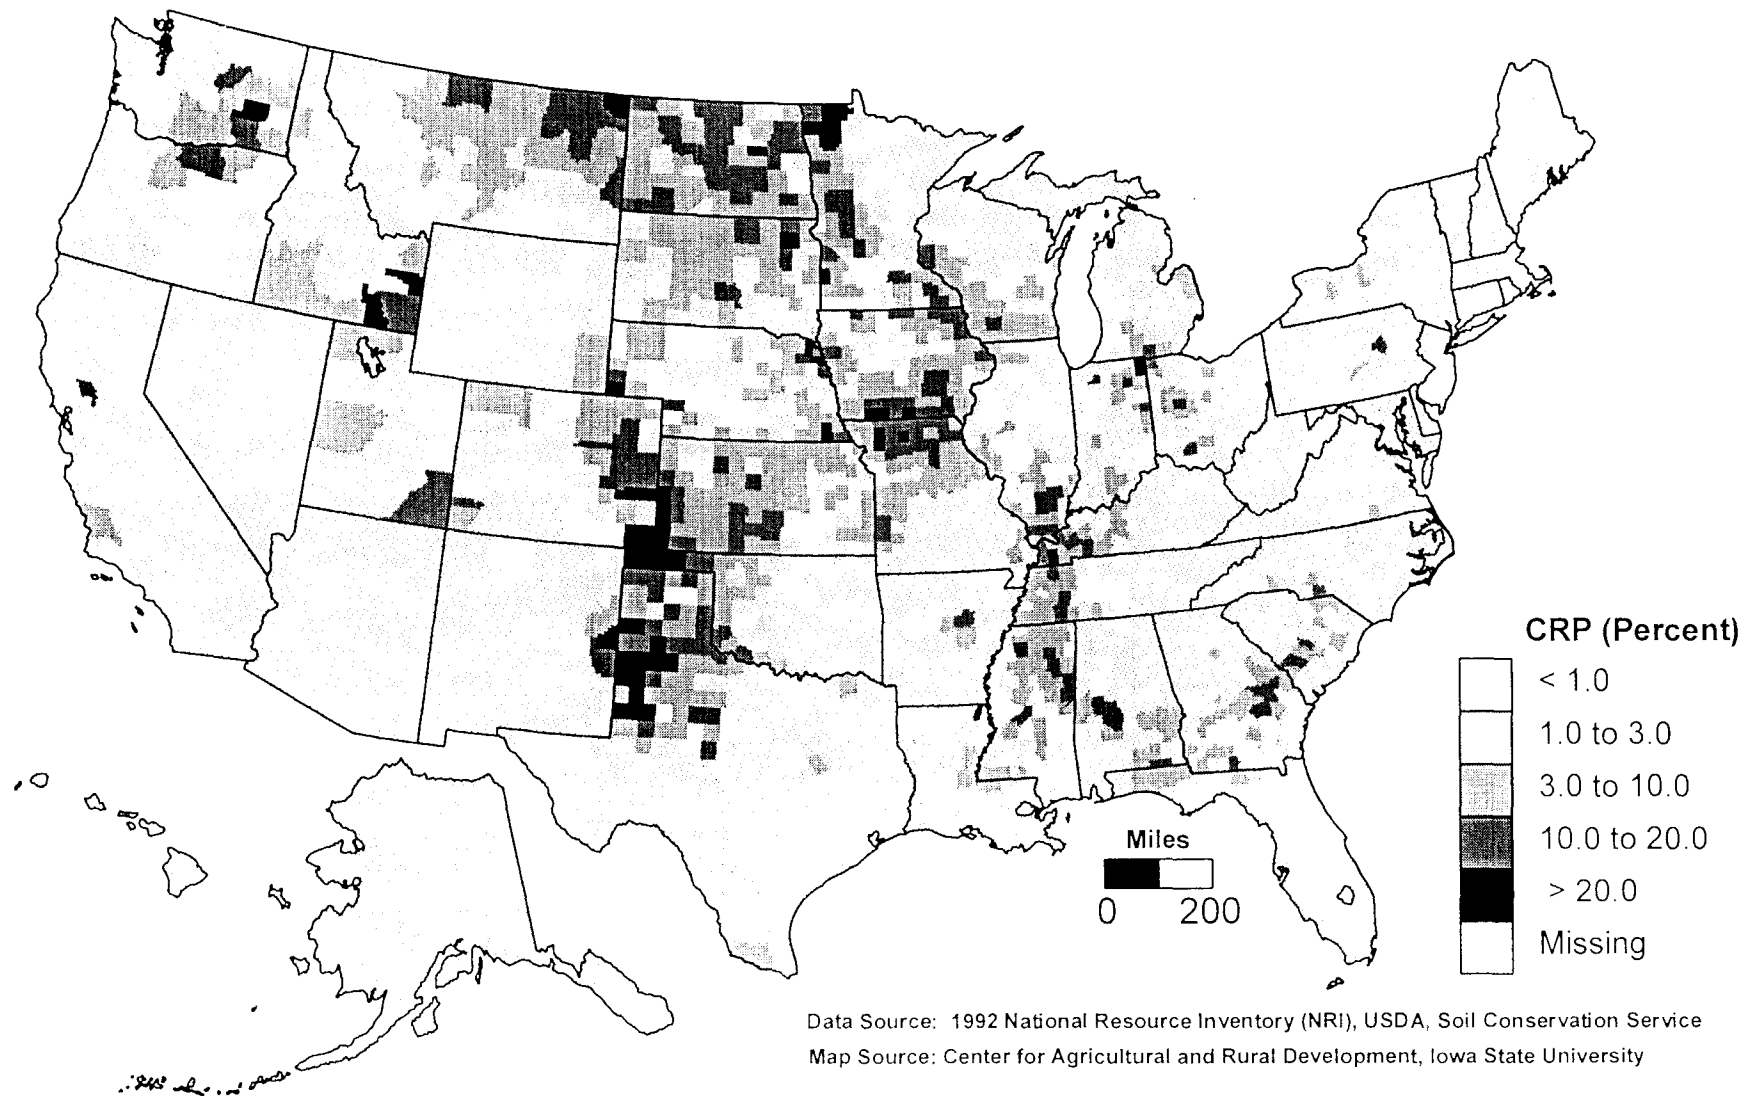 CRP (Percent)
< 1.0
1.0 to 3.0
3.0 to 10.0
10.0 to 20.0
> 20.0
Missing
Miles
0 200
Data Source: 1992 National Resource Inventory (NRI), USDA, Soil Conservation Service
Map Source: Center for Agricultural and Rural Development, Iowa State University